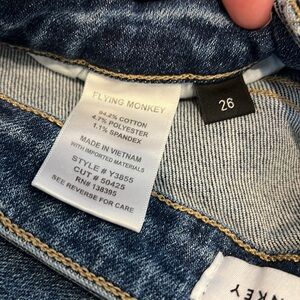 FLYING MONKEY
94.2% COTTON
4.7% POLYESTER
1.1% SPANDEX
MADE IN VIETNAM
WITH IMPORTED MATERIALS
STYLE # Y3855
CUT # 50425
RN# 138395
SEE REVERSE FOR CARE
26